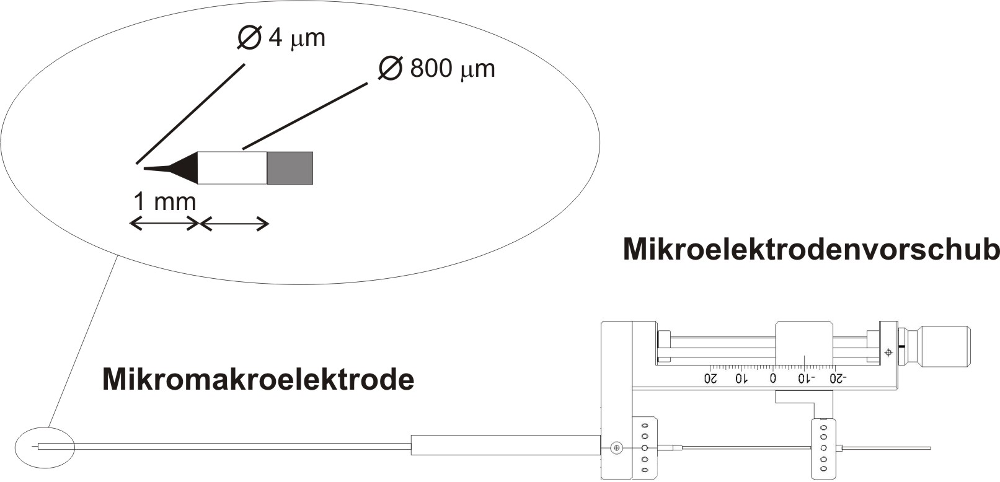 Ø 4 µm
Ø 800 µm
1 mm
Mikroelektrodenvorschub
20 10 0 -10 -20
Mikromakroelektrode